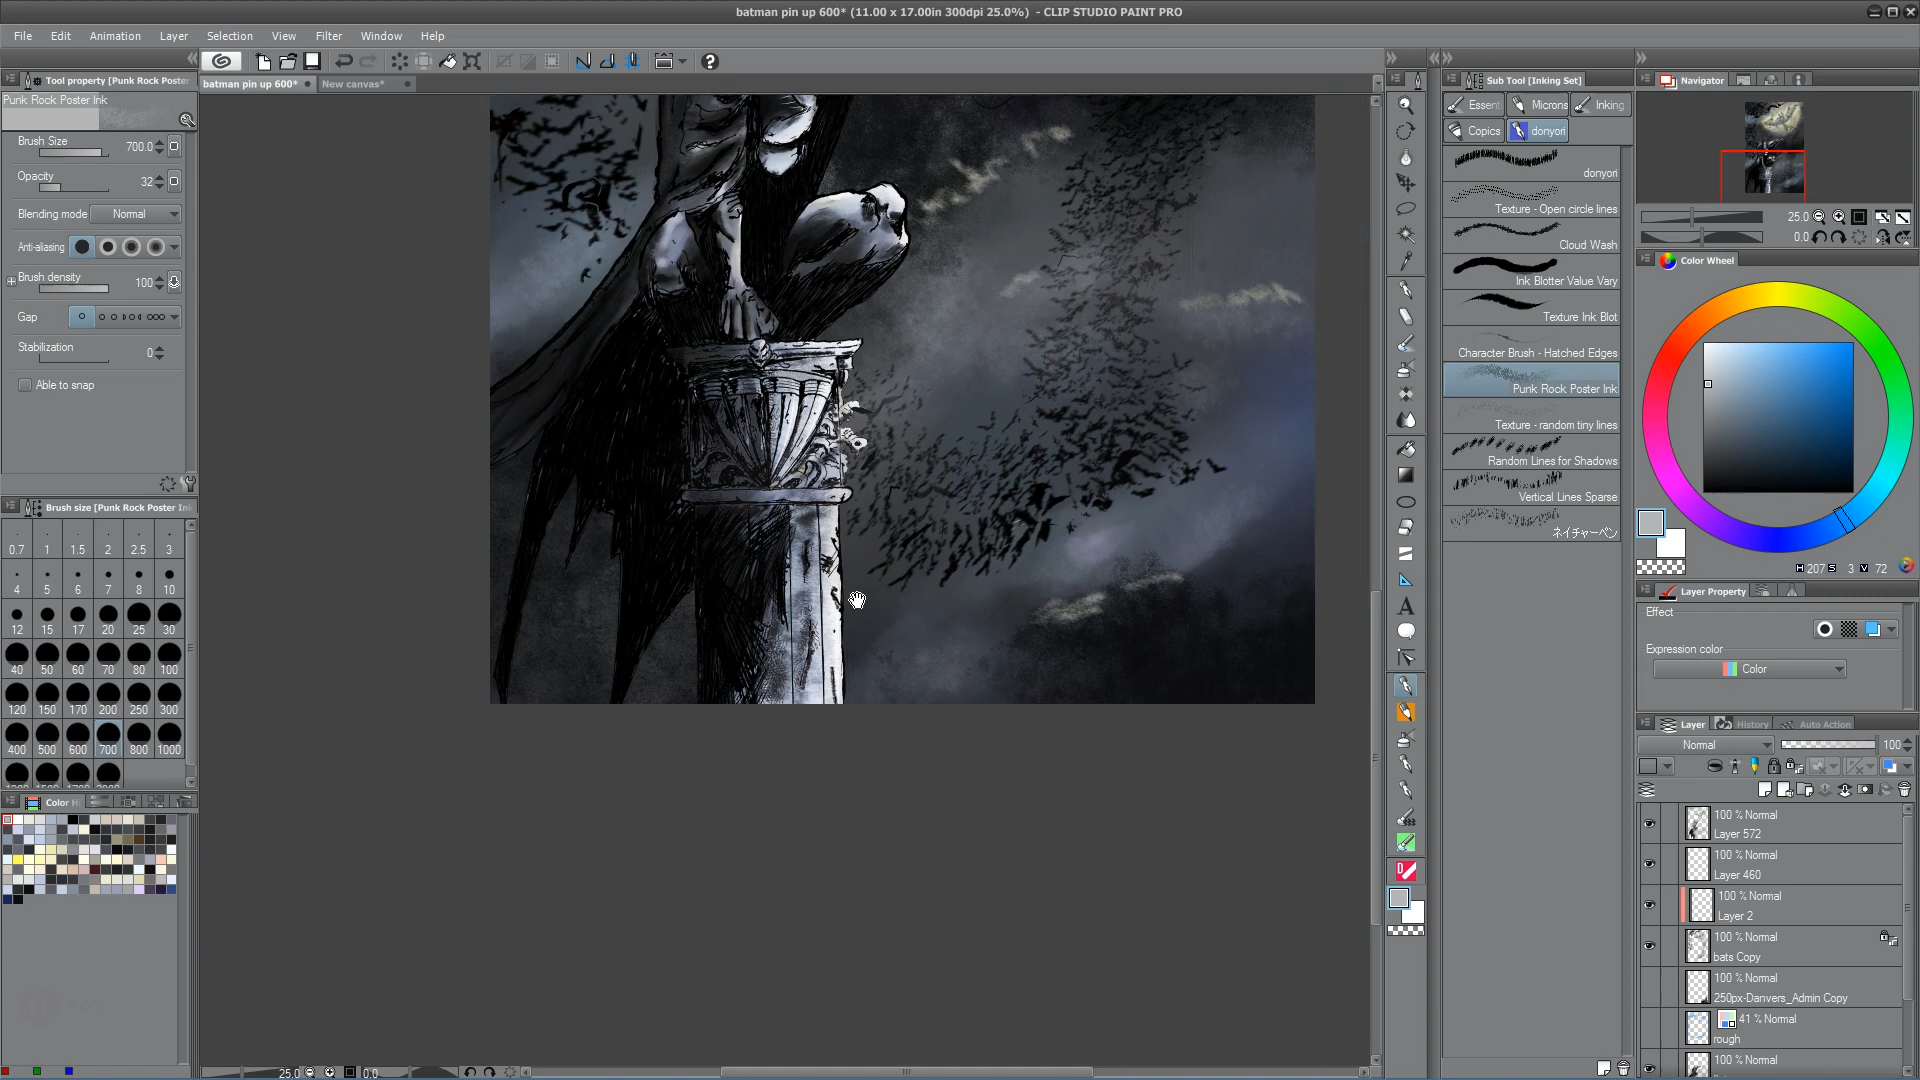 batman pin up 600* (11.00 x 17.00in 300dpi 25.0%) - CLIP STUDIO PAINT PRO
File Edit Animation Layer Selection View Filter Window Help
Tool property [Punk Rock Poster
batman pin up 600*
New canvas*
Punk Rock Poster Ink
Brush Size 700.0
Opacity 32
Blending mode Normal
Anti-aliasing
Brush density 100
Gap
Stabilization 0
Able to snap
Brush size [Punk Rock Poster In
0.7 1 1.5 2 2.5 3
4 5 6 7 8 10
12 15 17 20 25 30
40 50 60 70 80 100
120 150 170 200 250 300
400 500 600 700 800 1000
Color Hi
25.0
0.0
Sub Tool [Inking Set]
Essent Microns Inking
Copics donyori
donyori
Texture - Open circle lines
Cloud Wash
Ink Blotter Value Vary
Texture Ink Blot
Character Brush - Hatched Edges
Punk Rock Poster Ink
Texture - random tiny lines
Random Lines for Shadows
Vertical Lines Sparse
ネイチャーペン
Navigator
25.0
0.0
Color Wheel
H 207 S 3 V 72
Layer Property
Effect
Expression color
Color
Layer History Auto Action
Normal 100
100 % Normal
Layer 572
100 % Normal
Layer 460
100 % Normal
Layer 2
100 % Normal
bats Copy
100 % Normal
250px-Danvers_Admin Copy
41 % Normal
rough
100 % Normal